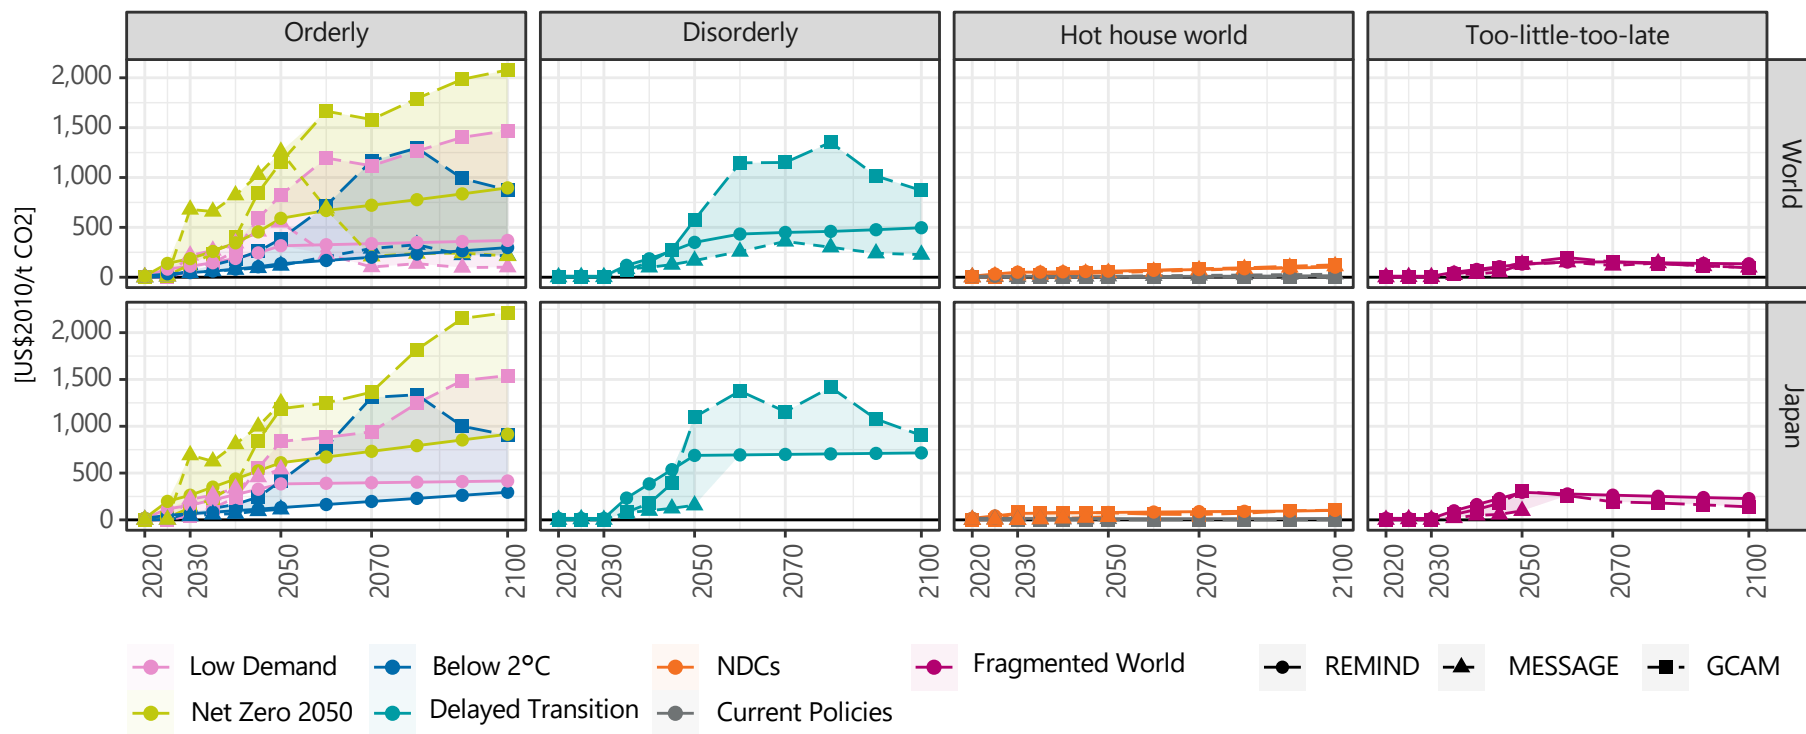 Orderly Disorderly Hot house world Too-little-too-late
[US$2010/t CO2]
2,000
1,500
1,000
500
0
World
2,000
1,500
1,000
500
0
Japan
2020 2030 2050 2070 2100 2020 2030 2050 2070 2100 2020 2030 2050 2070 2100 2020 2030 2050 2070 2100
Low Demand Below 2°C NDCs Fragmented World REMIND MESSAGE GCAM
Net Zero 2050 Delayed Transition Current Policies